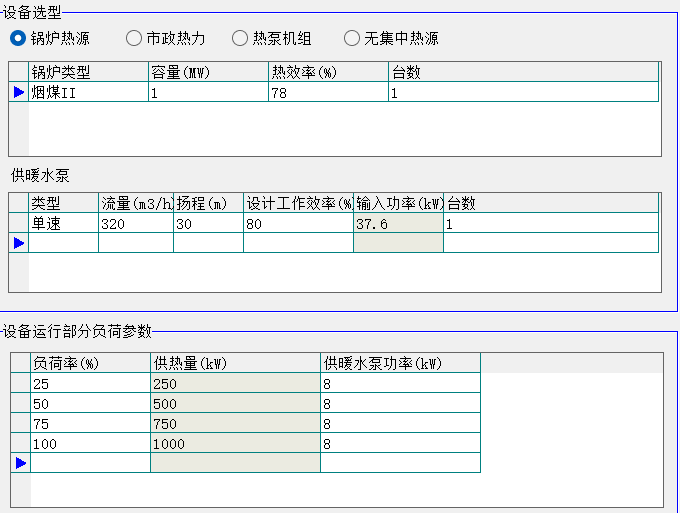 设备选型
锅炉热源 市政热力 热泵机组 无集中热源
锅炉类型 容量(MW) 热效率(%) 台数
烟煤II 1 78 1
供暖水泵
类型 流量(m3/h) 扬程(m) 设计工作效率(% 输入功率(kW) 台数
单速 320 30 80 37.6 1
设备运行部分负荷参数
负荷率(%) 供热量(kW) 供暖水泵功率(kW)
25 250 8
50 500 8
75 750 8
100 1000 8